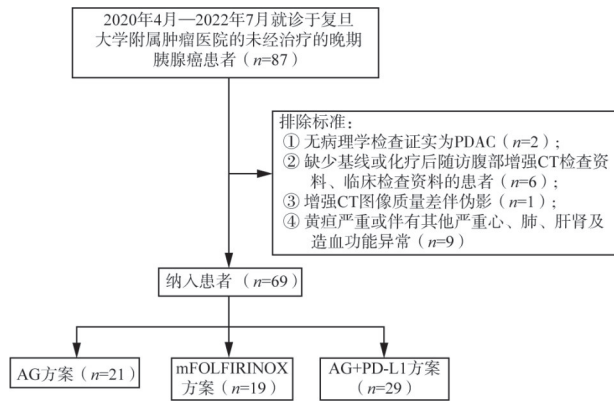 2020年4月—2022年7月就诊于复旦
大学附属肿瘤医院的未经治疗的晚期
胰腺癌患者（n=87）
排除标准：
① 无病理学检查证实为PDAC（n=2）；
② 缺少基线或化疗后随访腹部增强CT检查资
料、临床检查资料的患者（n=6）；
③ 增强CT图像质量差伴伪影（n=1）；
④ 黄疸严重或伴有其他严重心、肺、肝肾及
造血功能异常（n=9）
纳入患者（n=69）
AG方案（n=21）
mFOLFIRINOX
方案（n=19）
AG+PD-L1方案
（n=29）